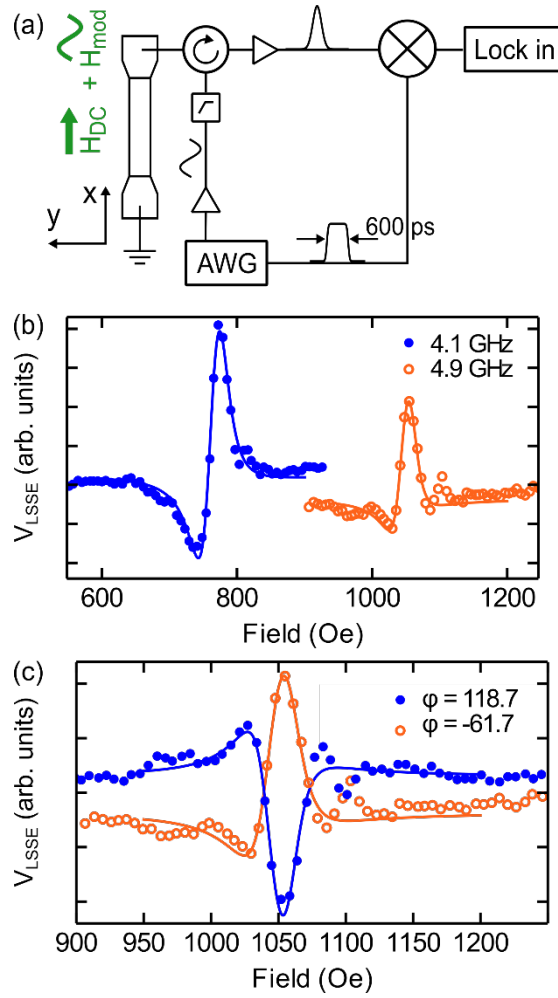 (a)
H_DC + H_mod
x
y
AWG
600 ps
Lock in
(b)
V_LSSE (arb. units)
4.1 GHz
4.9 GHz
600 800 1000 1200
Field (Oe)
(c)
V_LSSE (arb. units)
φ = 118.7
φ = -61.7
900 950 1000 1050 1100 1150 1200
Field (Oe)